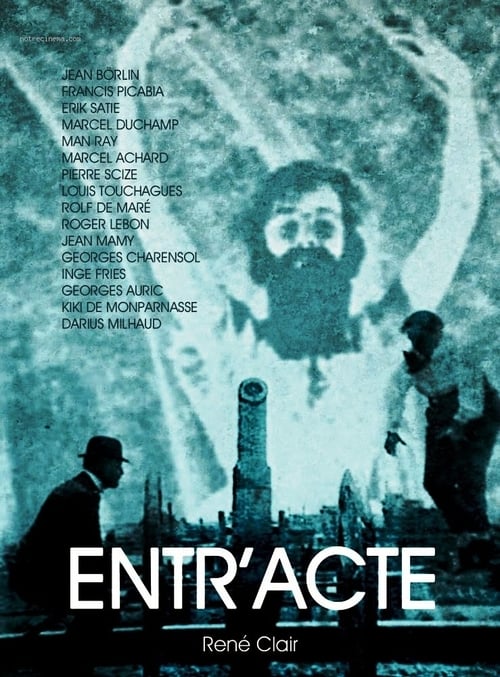 notrecinema.com
JEAN BÖRLIN
FRANCIS PICABIA
ERIK SATIE
MARCEL DUCHAMP
MAN RAY
MARCEL ACHARD
PIERRE SCIZE
LOUIS TOUCHAGUES
ROLF DE MARÉ
ROGER LEBON
JEAN MAMY
GEORGES CHARENSOL
INGE FRIES
GEORGES AURIC
KIKI DE MONPARNASSE
DARIUS MILHAUD
ENTR'ACTE
René Clair